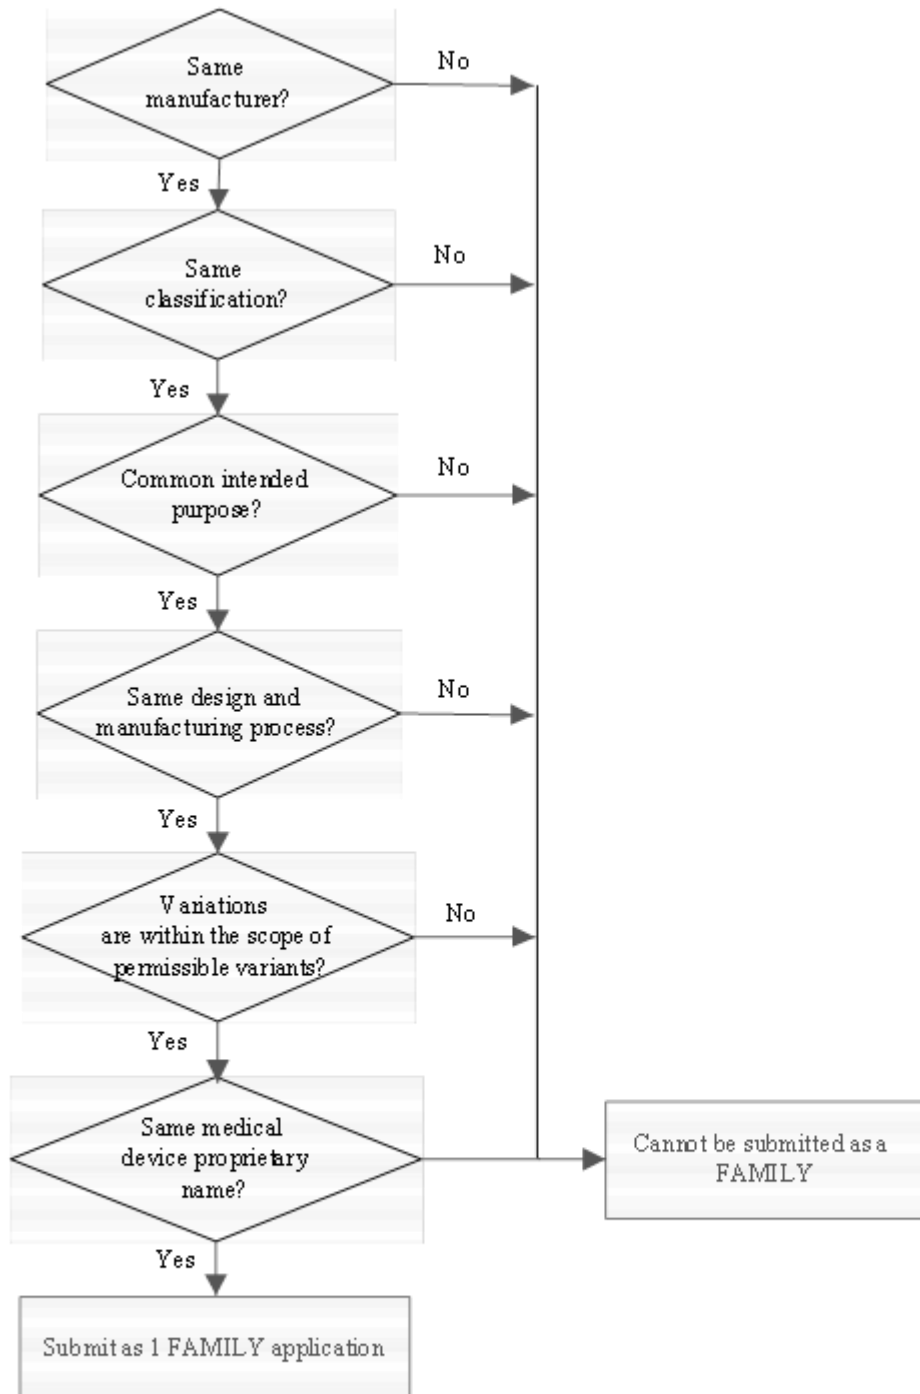 Same
manufacturer?
No
Yes
Same
classification?
No
Yes
Common intended
purpose?
No
Yes
Same design and
manufacturing process?
No
Yes
Variations
are within the scope of
permissible variants?
No
Yes
Same medical
device proprietary
name?
Cannot be submitted as a
FAMILY
Yes
Submit as 1 FAMILY application